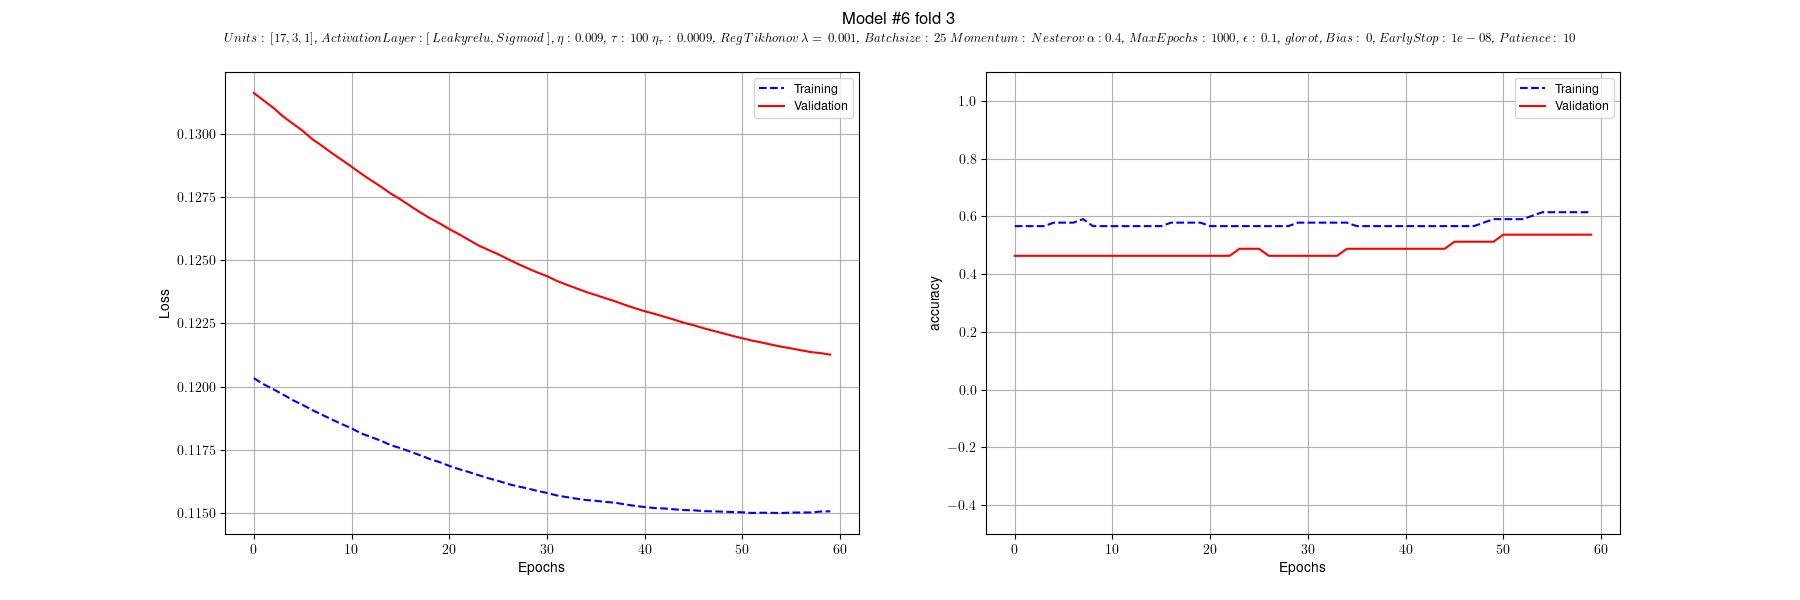 Model #6 fold 3
Units : [17, 3, 1], ActivationLayer : [ Leakyrelu, Sigmoid ], η : 0.009, τ : 100 ητ : 0.0009, RegTikhonov λ = 0.001, Batchsize : 25 Momentum : Nesterov α : 0.4, MaxEpochs : 1000, ϵ : 0.1, glorot, Bias : 0, EarlyStop : 1e − 08, Patience : 10
Training
Validation
0.1300
0.1275
0.1250
0.1225
0.1200
0.1175
0.1150
Loss
0 10 20 30 40 50 60
Epochs
Training
Validation
1.0
0.8
0.6
0.4
0.2
0.0
−0.2
−0.4
accuracy
0 10 20 30 40 50 60
Epochs